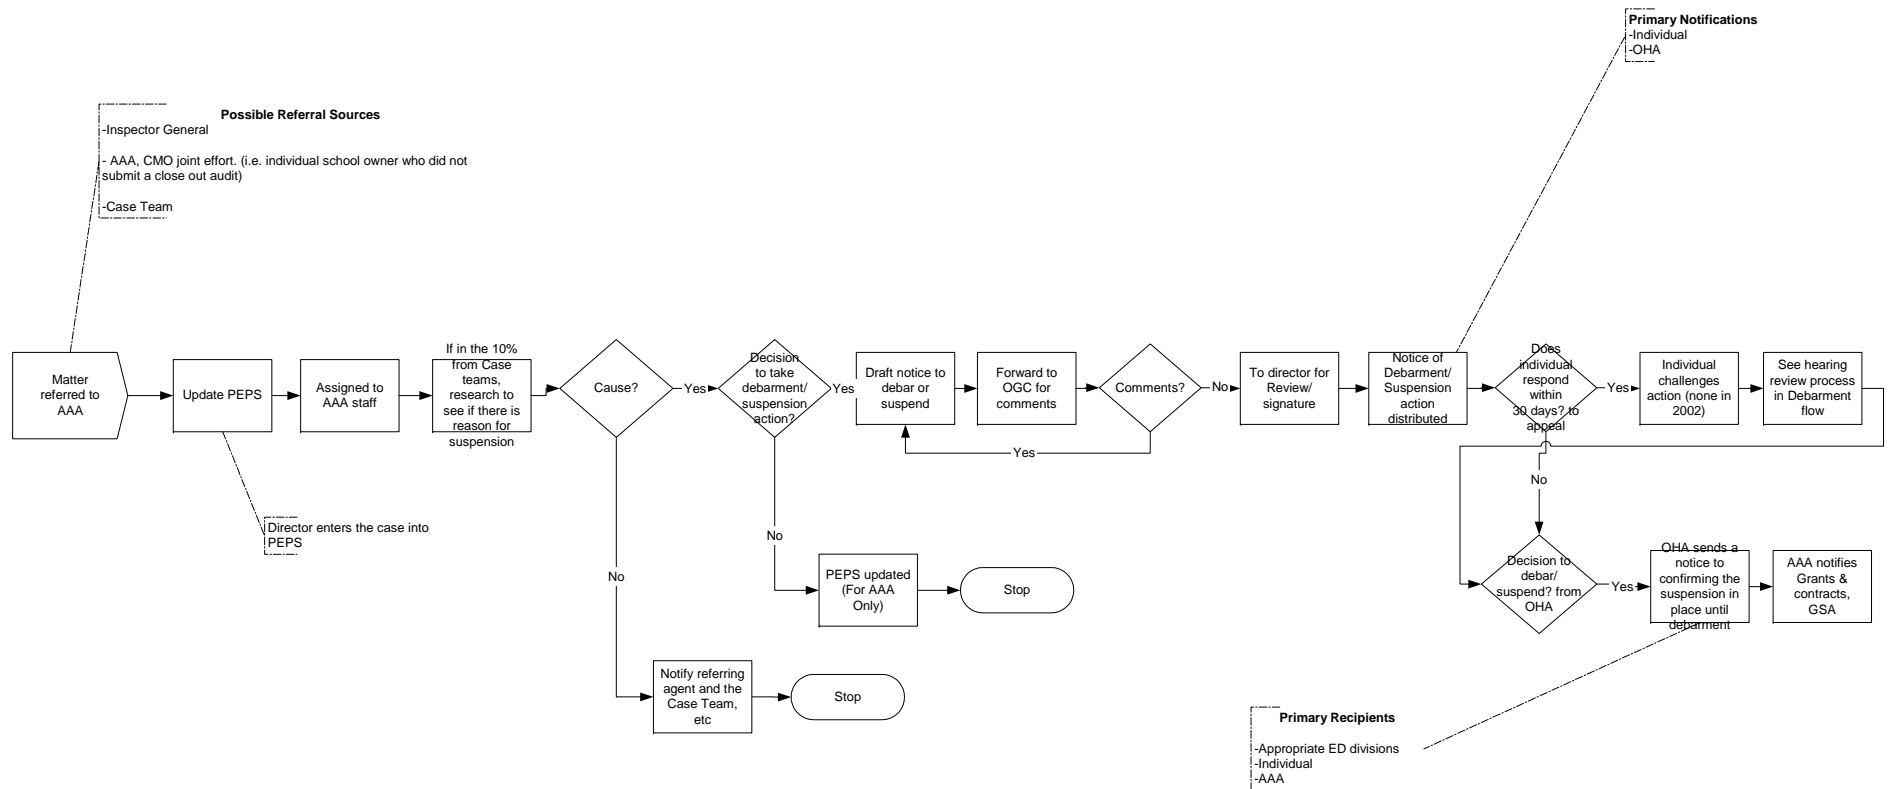 Primary Notifications
-Individual
-OHA
Possible Referral Sources
-Inspector General
- AAA, CMO joint effort. (i.e. individual school owner who did not
submit a close out audit)
-Case Team
Matter
referred to
AAA
Update PEPS
Assigned to
AAA staff
If in the 10%
from Case
teams,
research to
see if there is
reason for
suspension
Cause?
Yes
Decision
to take
debarment/
suspension
action?
Yes
Draft notice to
debar or
suspend
Forward to
OGC for
comments
Comments?
No
To director for
Review/
signature
Notice of
Debarment/
Suspension
action
distributed
Does
individual
respond
within
30 days? to
appeal
Yes
Individual
challenges
action (none in
2002)
See hearing
review process
in Debarment
flow
Yes
No
Director enters the case into
PEPS
No
No
PEPS updated
(For AAA
Only)
Stop
Decision to
debar/
suspend? from
OHA
Yes
OHA sends a
notice to
confirming the
suspension in
place until
debarment
AAA notifies
Grants &
contracts,
GSA
Notify referring
agent and the
Case Team,
etc
Stop
Primary Recipients
-Appropriate ED divisions
-Individual
-AAA